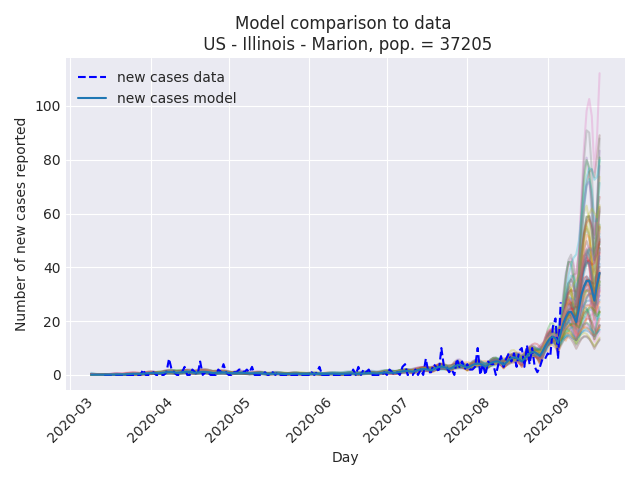 Model comparison to data
US - Illinois - Marion, pop. = 37205
new cases data
new cases model
Number of new cases reported
100
80
60
40
20
0
2020-03
2020-04
2020-05
2020-06
2020-07
2020-08
2020-09
Day